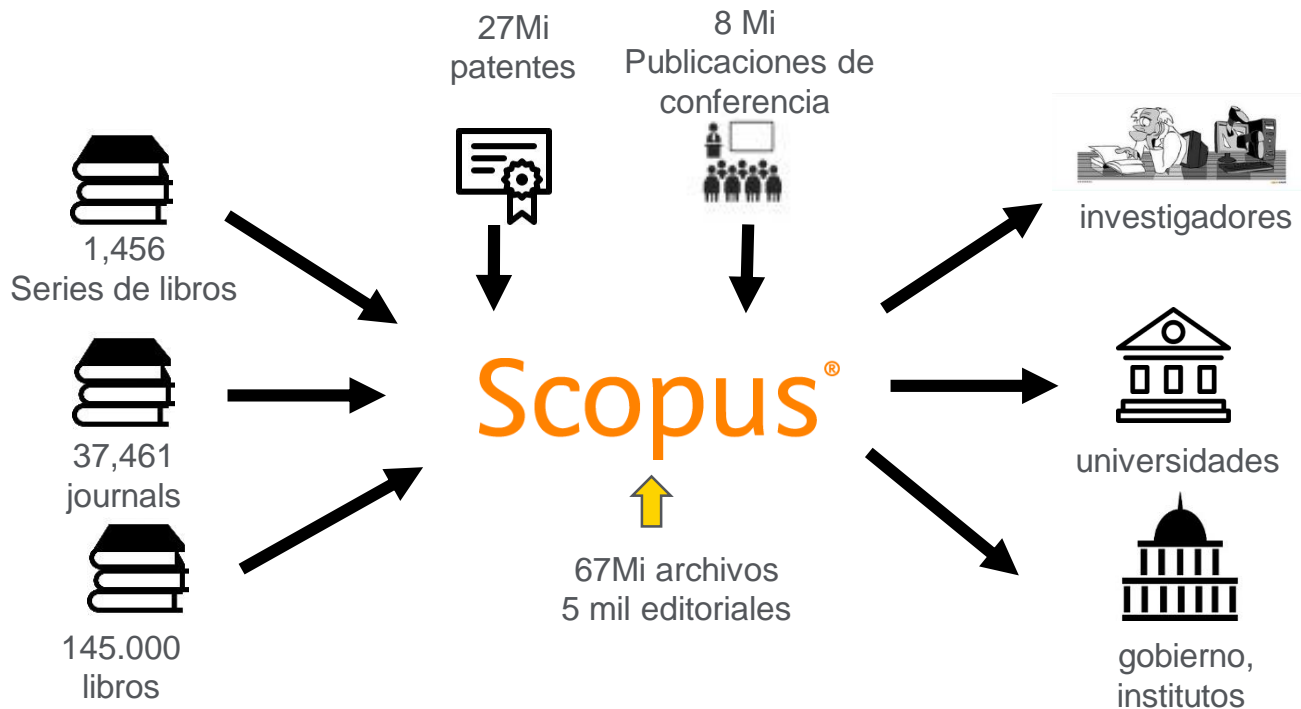 27Mi
patentes
8 Mi
Publicaciones de
conferencia
1,456
Series de libros
investigadores
37,461
journals
Scopus®
universidades
67Mi archivos
5 mil editoriales
145.000
libros
gobierno,
institutos